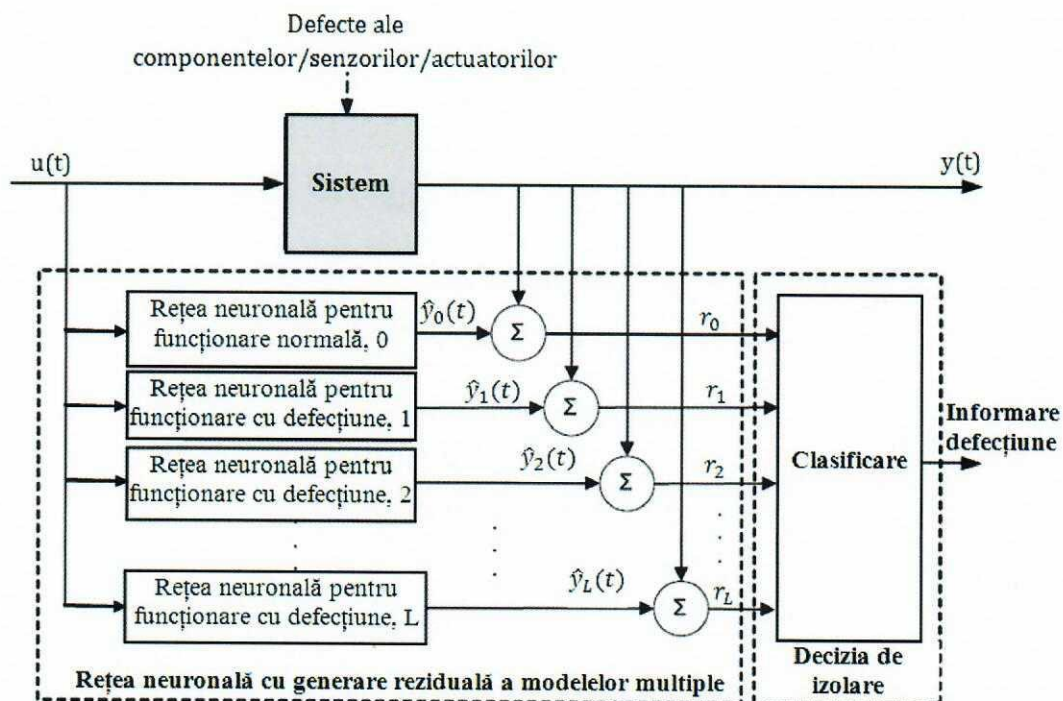 Defecte ale
componentelor/senzorilor/actuatorilor
u(t)
Sistem
y(t)
Rețea neuronală pentru
funcționare normală, 0
ŷ₀(t)
Σ
r₀
Rețea neuronală pentru
funcționare cu defecțiune, 1
ŷ₁(t)
Σ
r₁
Rețea neuronală pentru
funcționare cu defecțiune, 2
ŷ₂(t)
Σ
r₂
Rețea neuronală pentru
funcționare cu defecțiune, L
ŷ_L(t)
Σ
r_L
Clasificare
Informare
defecțiune
Rețea neuronală cu generare reziduală a modelelor multiple
Decizia de
izolare